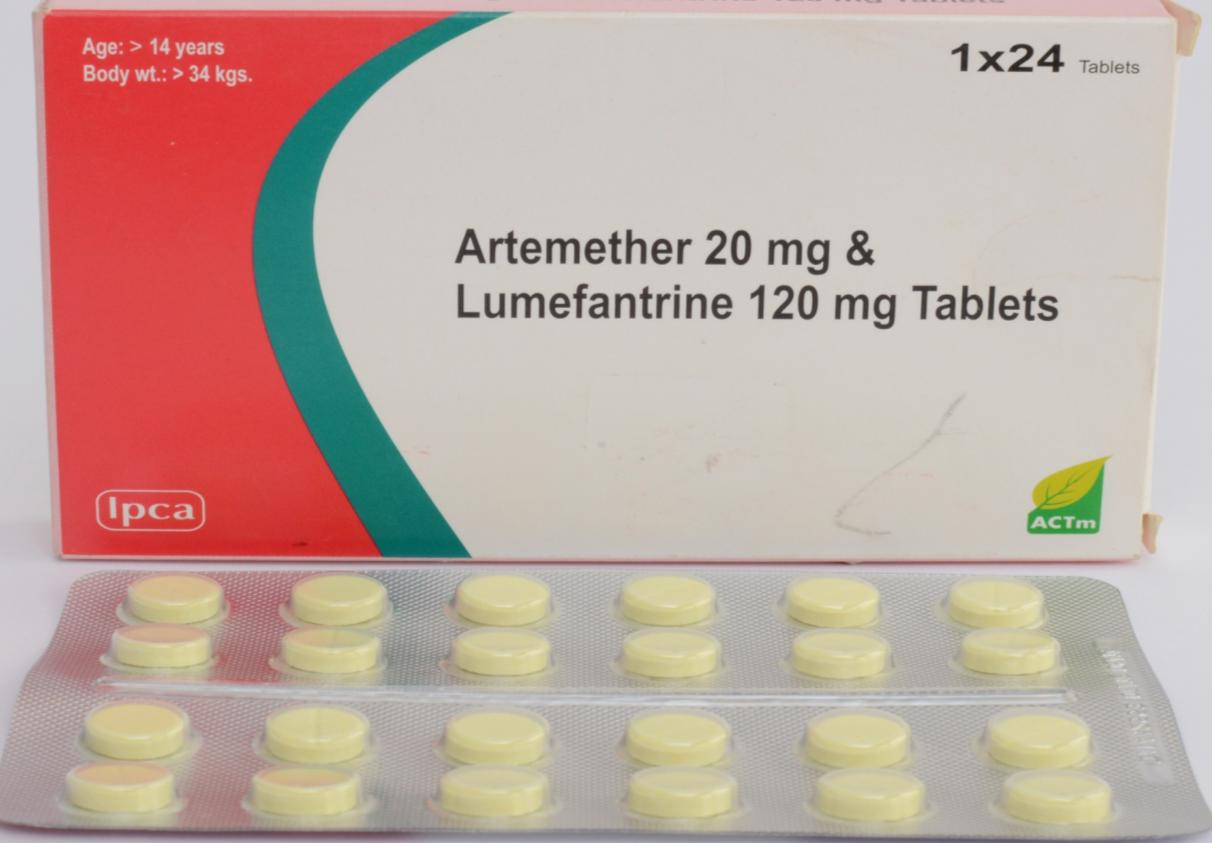 Age: > 14 years
Body wt.: > 34 kgs.
1x24 Tablets
Artemether 20 mg &
Lumefantrine 120 mg Tablets
Ipca
ACTm